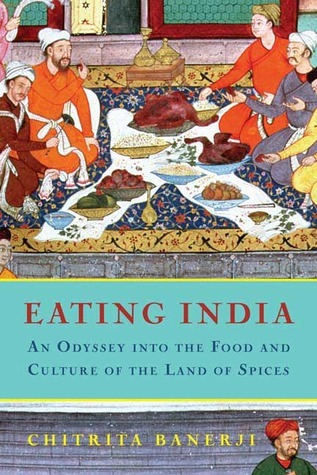 EATING INDIA
AN ODYSSEY INTO THE FOOD AND
CULTURE OF THE LAND OF SPICES
CHITRITA BANERJI